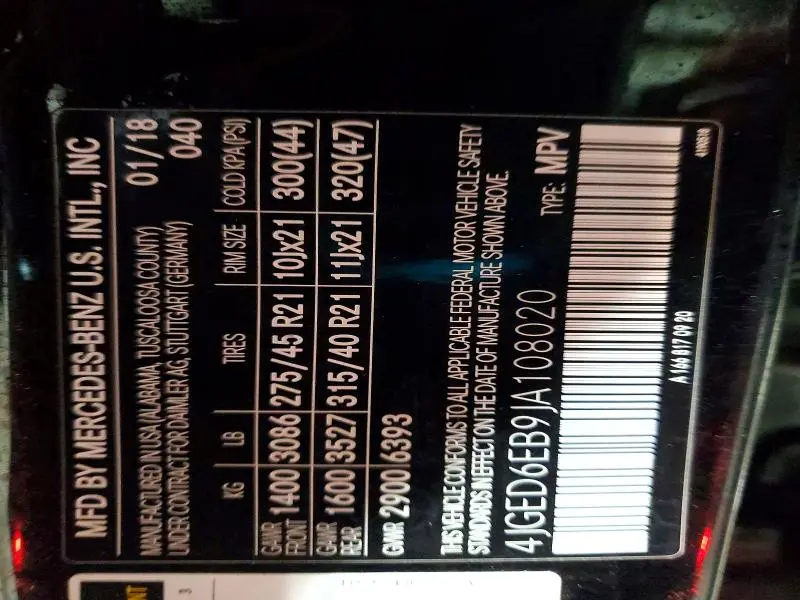 MFD BY MERCEDES-BENZ U.S. INTL., INC
MANUFACTURED IN USA (ALABAMA, TUSCALOOSA COUNTY) 01/18
UNDER CONTRACT FOR DAIMLER AG, STUTTGART (GERMANY) 040
KG LB TIRES RIM SIZE COLD KPA(PSI)
GAWR FRONT 1400 3086 275/45 R21 10Jx21 300(44)
GAWR REAR 1600 3527 315/40 R21 11Jx21 320(47)
GWR 2900 6393
THIS VEHICLE CONFORMS TO ALL APPLICABLE FEDERAL MOTOR VEHICLE SAFETY
STANDARDS IN EFFECT ON THE DATE OF MANUFACTURE SHOWN ABOVE.
4JGED6EB9JA108020 TYPE: MPV
A 166 817 09 20
3